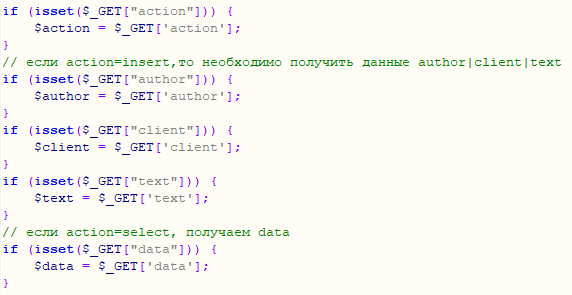 if (isset($_GET["action"])) {
$action = $_GET['action'];
}
// если action=insert,то необходимо получить данные author|client|text
if (isset($_GET["author"])) {
$author = $_GET['author'];
}
if (isset($_GET["client"])) {
$client = $_GET['client'];
}
if (isset($_GET["text"])) {
$text = $_GET['text'];
}
// если action=select, получаем data
if (isset($_GET["data"])) {
$data = $_GET['data'];
}